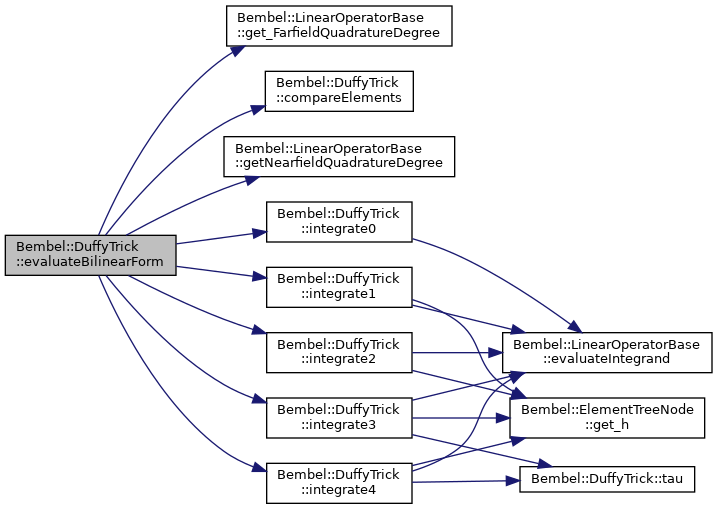 Bembel::LinearOperatorBase
::get_FarfieldQuadratureDegree
Bembel::DuffyTrick
::compareElements
Bembel::LinearOperatorBase
::getNearfieldQuadratureDegree
Bembel::DuffyTrick
::integrate0
Bembel::DuffyTrick
::evaluateBilinearForm
Bembel::DuffyTrick
::integrate1
Bembel::DuffyTrick
::integrate2
Bembel::LinearOperatorBase
::evaluateIntegrand
Bembel::DuffyTrick
::integrate3
Bembel::ElementTreeNode
::get_h
Bembel::DuffyTrick
::integrate4
Bembel::DuffyTrick::tau